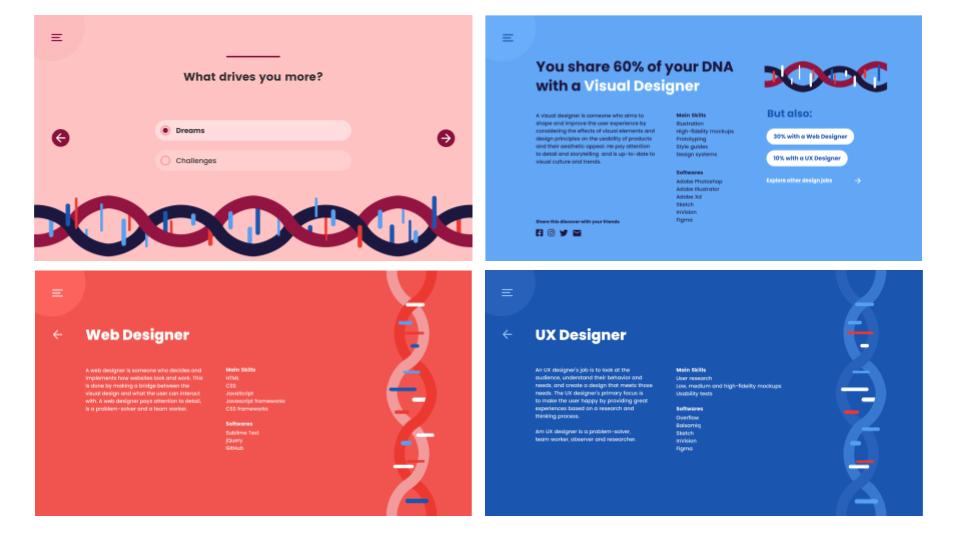 What drives you more?
Dreams
Challenges
You share 60% of your DNA
with a Visual Designer
A visual designer is someone who aims to
shape and improve the user experience by
considering the effects of visual elements and
design principles on the usability of products
and their aesthetic appeal. He pay attention
to detail and storytelling and is up-to-date to
visual culture and trends.
Main Skills
Illustration
High-fidelity mockups
Prototyping
Style guides
Design systems
Softwares
Adobe Photoshop
Adobe Illustrator
Adobe Xd
Sketch
InVision
Figma
But also:
30% with a Web Designer
10% with a UX Designer
Explore other design jobs
Share this discover with your friends
Web Designer
A web designer is someone who decides and
implements how websites look and work. This
is done by making a bridge between the
visual design and what the user can interact
with. A web designer pays attention to detail,
is a problem-solver and a team worker.
Main Skills
HTML
CSS
JavaScript
Javascript frameworks
CSS frameworks
Softwares
Sublime Text
jQuery
GitHub
UX Designer
An UX designer's job is to look at the
audience, understand their behavior and
needs, and create a design that meets those
needs. The UX designer's primary focus is
to make the user happy by providing great
experiences based on a research and
thinking process.
Am UX designer is a problem-solver,
team worker, observer and researcher.
Main Skills
User research
Low, medium and high-fidelity mockups
Usability tests
Softwares
Overflow
Balsamiq
Sketch
InVision
Figma